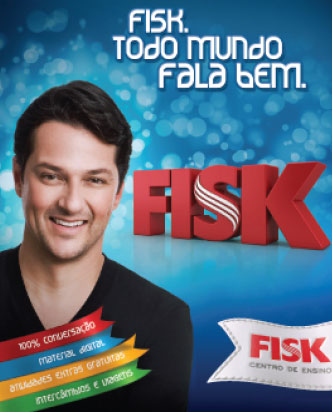 FISK.
TODO MUNDO
FALA BEM.
FISK
100% CONVERSAÇÃO
MATERIAL DIGITAL
ATIVIDADES EXTRAS GRATUITAS
INTERCÂMBIOS E VIAGENS
FISK
CENTRO DE ENSINO